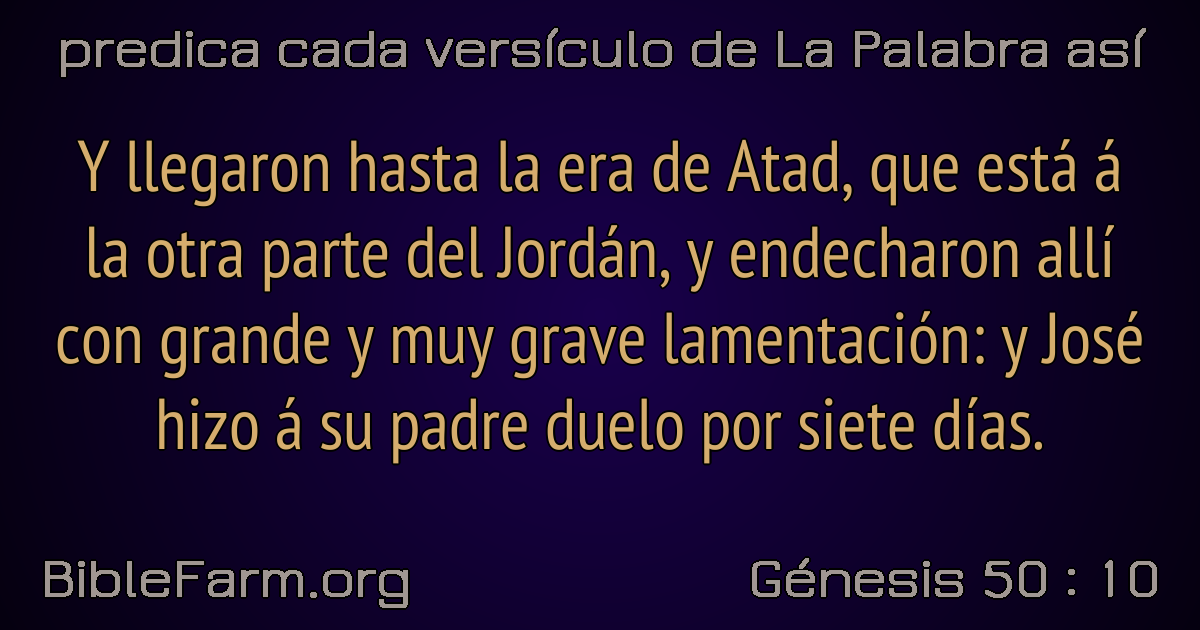 predica cada versículo de La Palabra así
Y llegaron hasta la era de Atad, que está á
la otra parte del Jordán, y endecharon allí
con grande y muy grave lamentación: y José
hizo á su padre duelo por siete días.
BibleFarm.org
Génesis 50 : 10